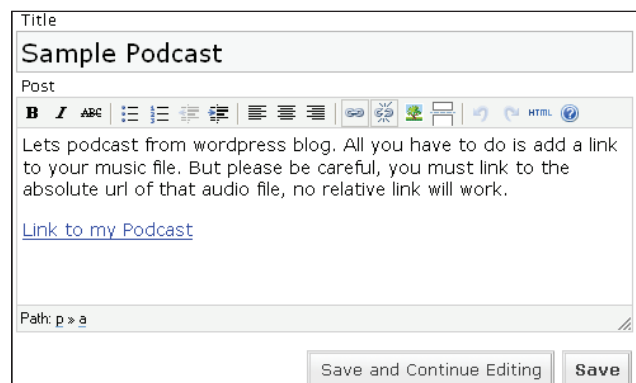 Title
Sample Podcast
Post
B I ABC HTML ?
Lets podcast from wordpress blog. All you have to do is add a link
to your music file. But please be careful, you must link to the
absolute url of that audio file, no relative link will work.
Link to my Podcast
Path: p » a
Save and Continue Editing Save